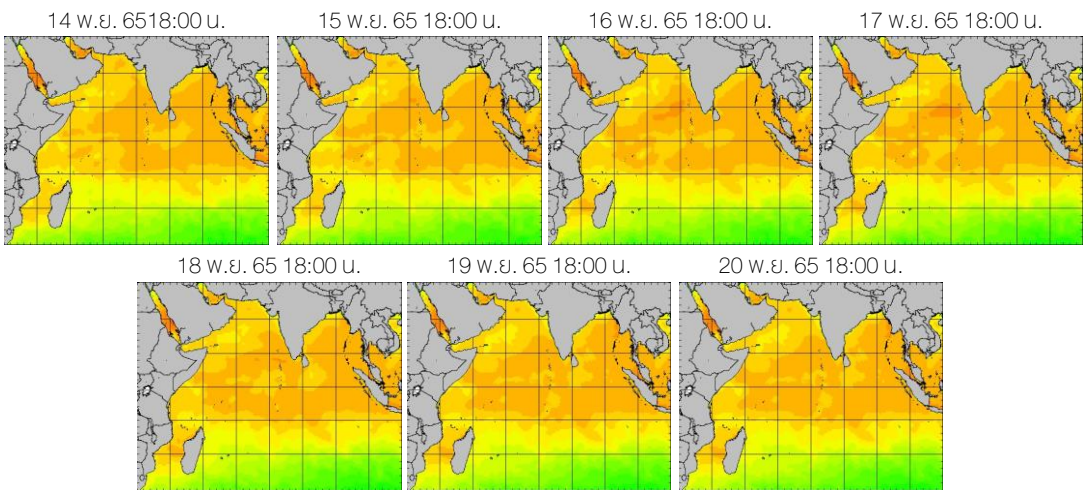 14 พ.ย. 6518:00 น.
15 พ.ย. 65 18:00 น.
16 พ.ย. 65 18:00 น.
17 พ.ย. 65 18:00 น.
18 พ.ย. 65 18:00 น.
19 พ.ย. 65 18:00 น.
20 พ.ย. 65 18:00 น.